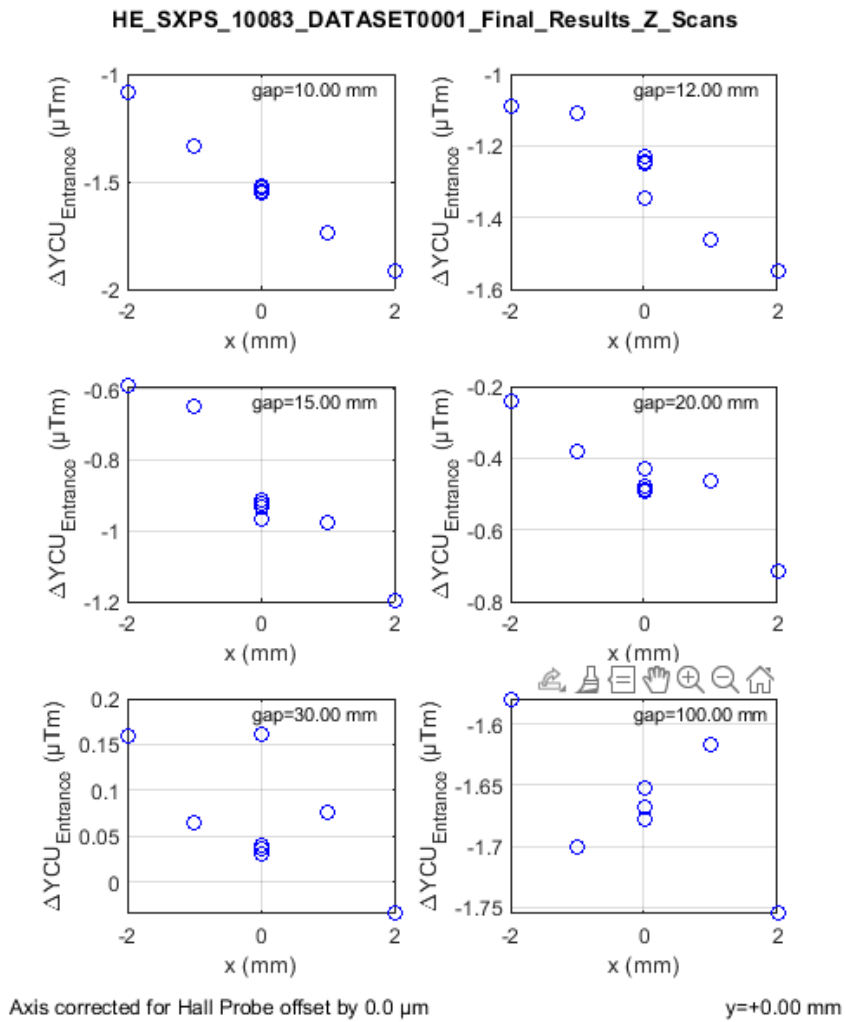 HE_SXPS_10083_DATASET0001_Final_Results_Z_Scans
ΔYCU_Entrance (μTm)
-1
-1.5
-2
gap=10.00 mm
-2 0 2
x (mm)
ΔYCU_Entrance (μTm)
-1
-1.2
-1.4
-1.6
gap=12.00 mm
-2 0 2
x (mm)
ΔYCU_Entrance (μTm)
-0.6
-0.8
-1
-1.2
gap=15.00 mm
-2 0 2
x (mm)
ΔYCU_Entrance (μTm)
-0.2
-0.4
-0.6
-0.8
gap=20.00 mm
-2 0 2
x (mm)
ΔYCU_Entrance (μTm)
0.2
0.15
0.1
0.05
0
gap=30.00 mm
-2 0 2
x (mm)
ΔYCU_Entrance (μTm)
-1.6
-1.65
-1.7
-1.75
gap=100.00 mm
-2 0 2
x (mm)
Axis corrected for Hall Probe offset by 0.0 μm
y=+0.00 mm